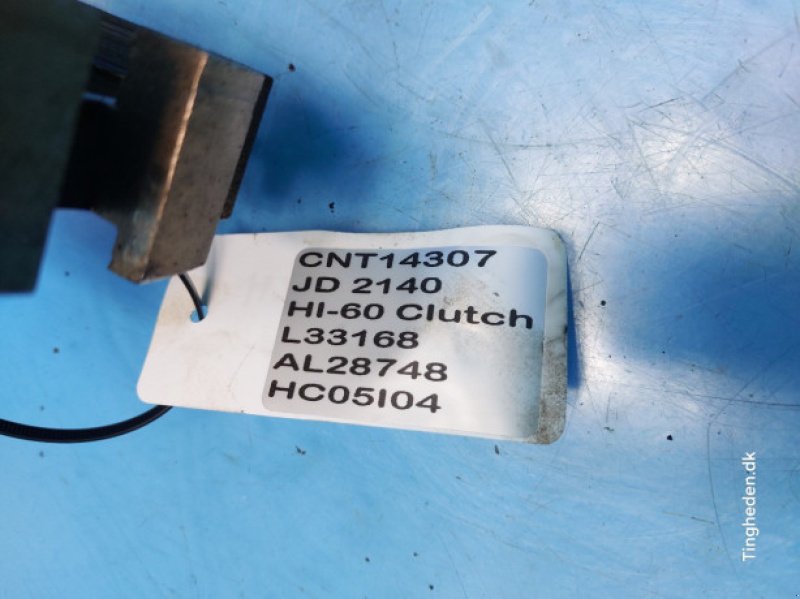 CNT14307
JD 2140
HI-60 Clutch
L33168
AL28748
HC05I04
Tingheden.dk